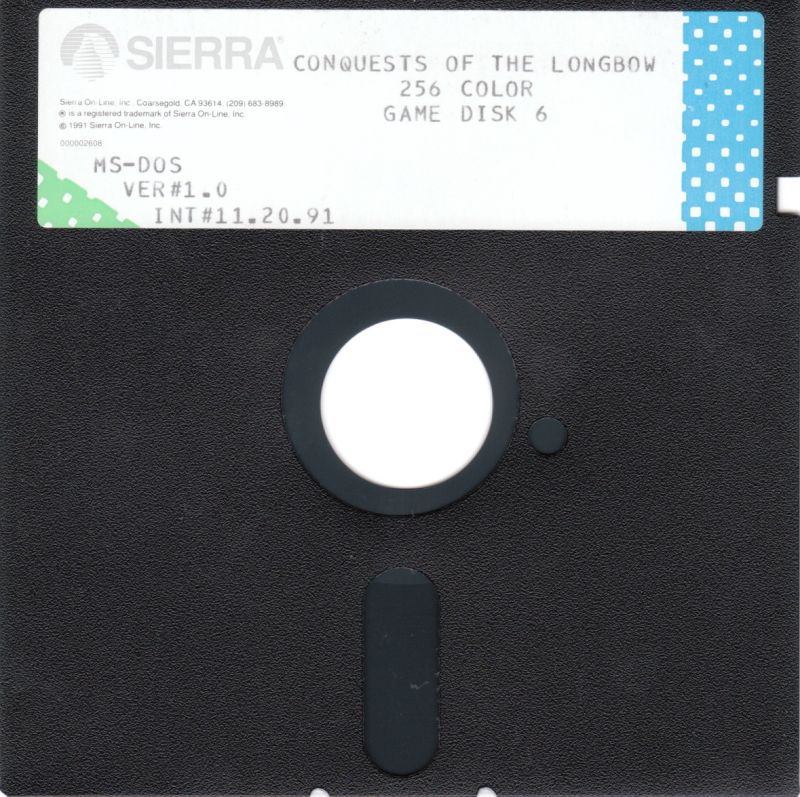 SIERRA®
CONQUESTS OF THE LONGBOW
256 COLOR
GAME DISK 6
Sierra On-Line, Inc. Coarsegold, CA 93614 (209) 683-8989
® is a registered trademark of Sierra On-Line, Inc.
© 1991 Sierra On-Line, Inc.
000002608
MS-DOS
VER#1.0
INT#11.20.91